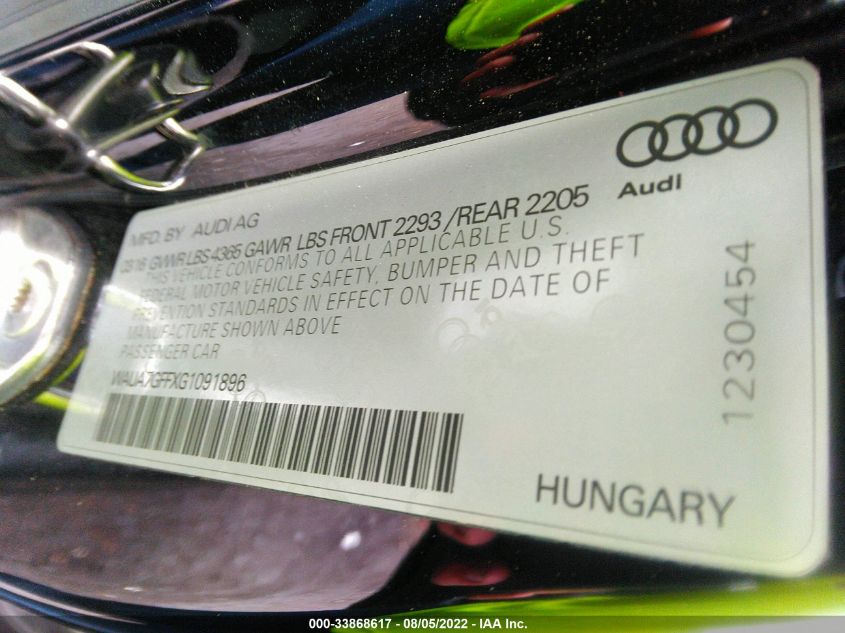 Audi
MFD. BY AUDI AG
03/16 GVWR LBS 4365 GAWR LBS FRONT 2293 /REAR 2205
THIS VEHICLE CONFORMS TO ALL APPLICABLE U.S.
FEDERAL MOTOR VEHICLE SAFETY, BUMPER AND THEFT
PREVENTION STANDARDS IN EFFECT ON THE DATE OF
MANUFACTURE SHOWN ABOVE
PASSENGER CAR
WAUA7GFFXG1091896
1230454
HUNGARY
000-33868617 - 08/05/2022 - IAA Inc.